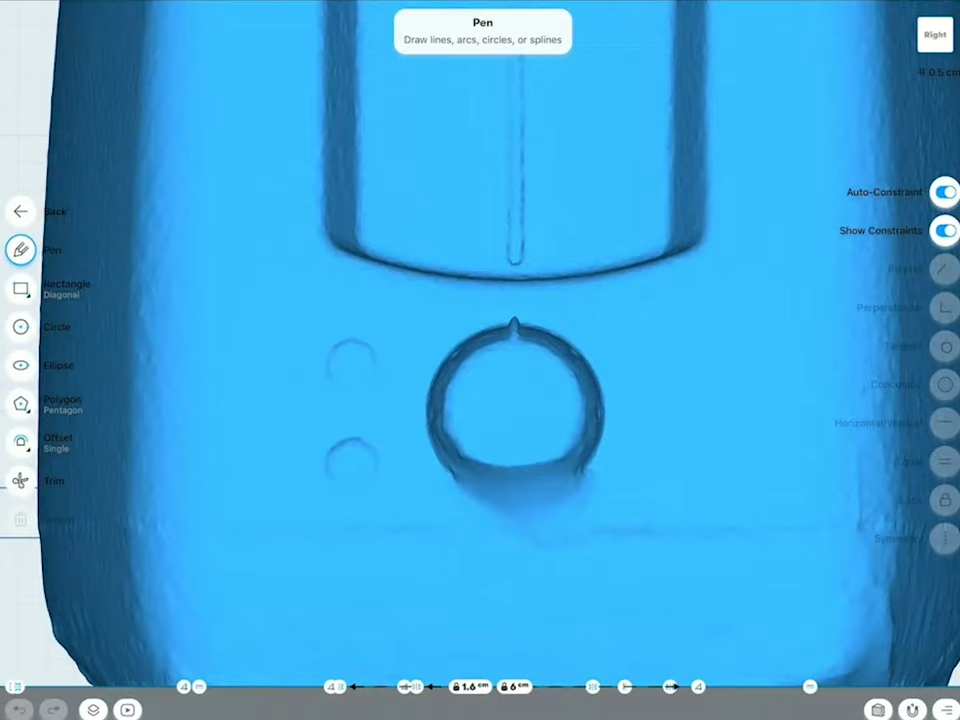 Pen
Draw lines, arcs, circles, or splines
Right
0.5 cm
Auto-Constraint
Show Constraints
Back
Pen
Rectangle
Diagonal
Circle
Ellipse
Polygon
Pentagon
Offset
Single
Trim
Parallel
Perpendicular
Tangent
Concentric
Horizontal/Vertical
Equal
Lock
Symmetry
1.6 cm
6 cm